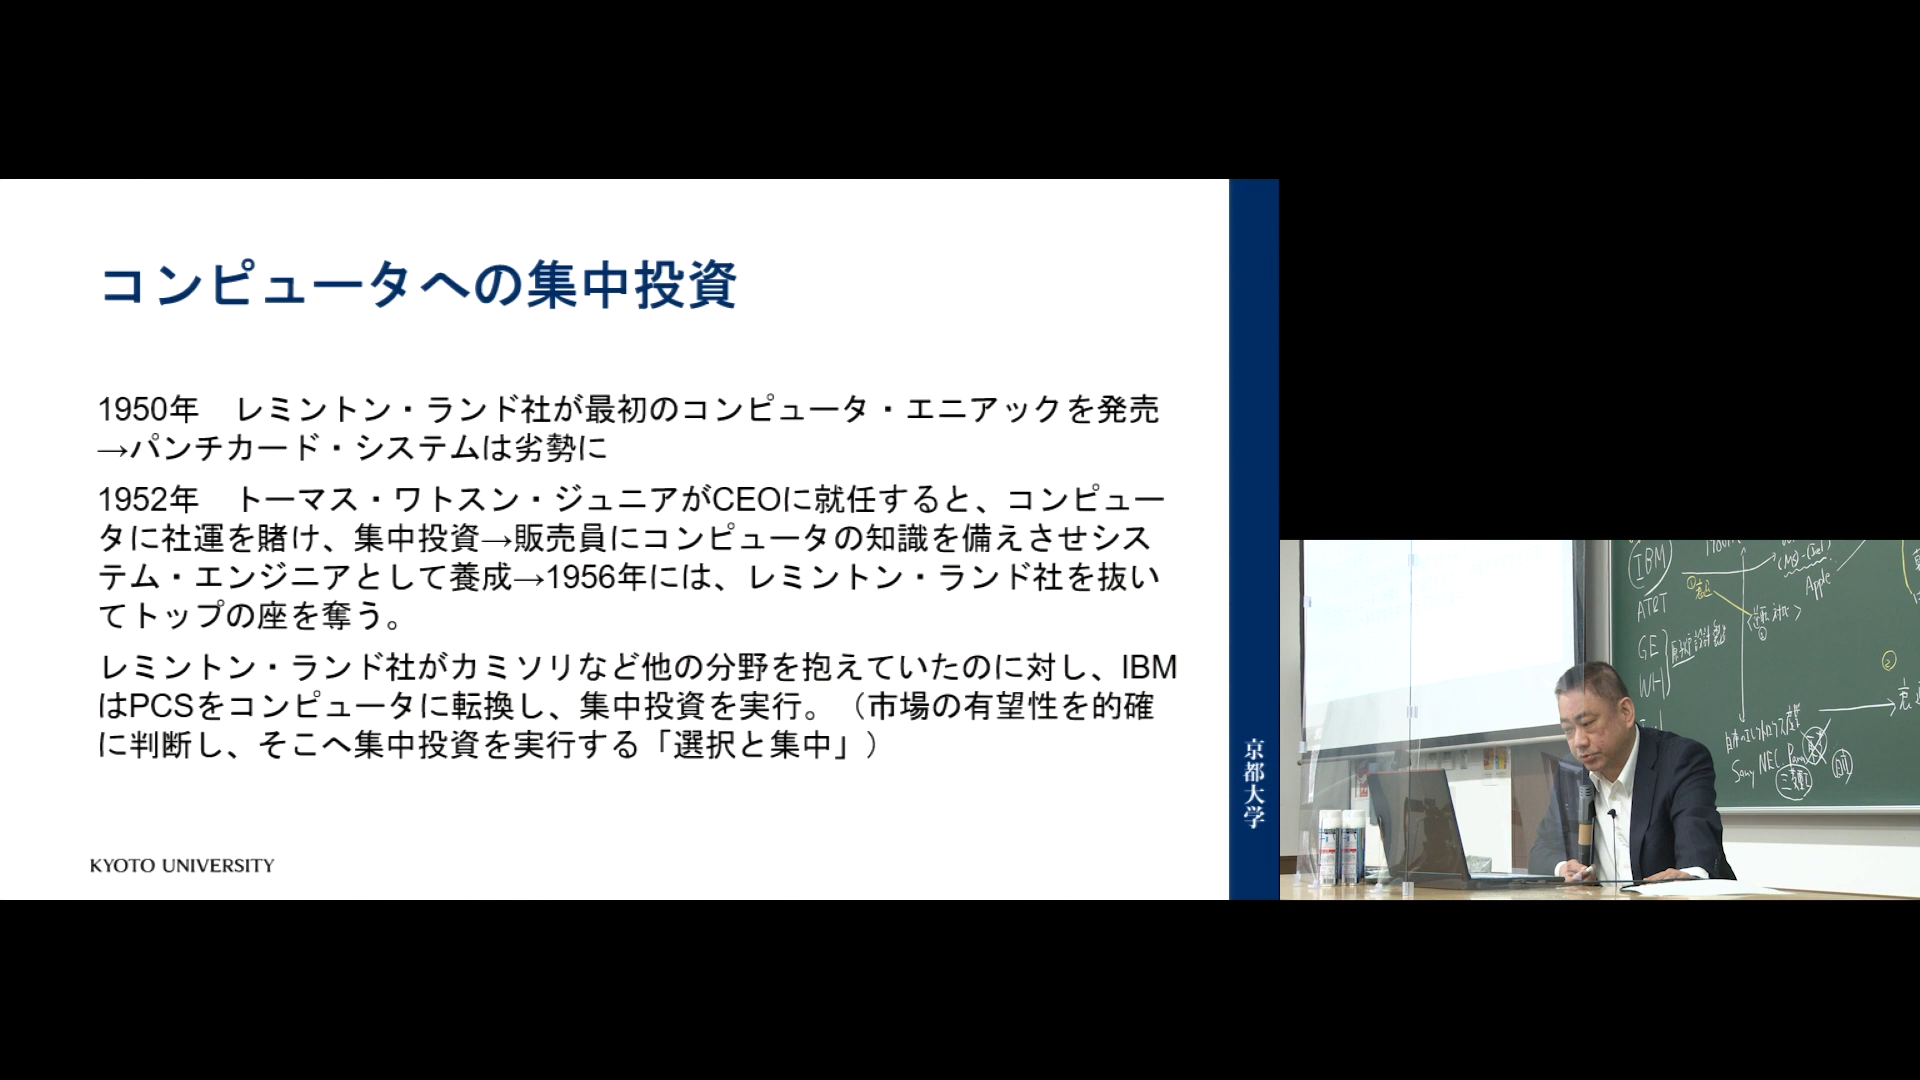 コンピュータへの集中投資
1950年　レミントン・ランド社が最初のコンピュータ・エニアックを発売
→パンチカード・システムは劣勢に
1952年　トーマス・ワトスン・ジュニアがCEOに就任すると、コンピュー
タに社運を賭け、集中投資→販売員にコンピュータの知識を備えさせシス
テム・エンジニアとして養成→1956年には、レミントン・ランド社を抜い
てトップの座を奪う。
レミントン・ランド社がカミソリなど他の分野を抱えていたのに対し、IBM
はPCSをコンピュータに転換し、集中投資を実行。（市場の有望性を的確
に判断し、そこへ集中投資を実行する「選択と集中」）
KYOTO UNIVERSITY
京都大学
IBM
AT&T
GE
WH
Apple
Sony NEC